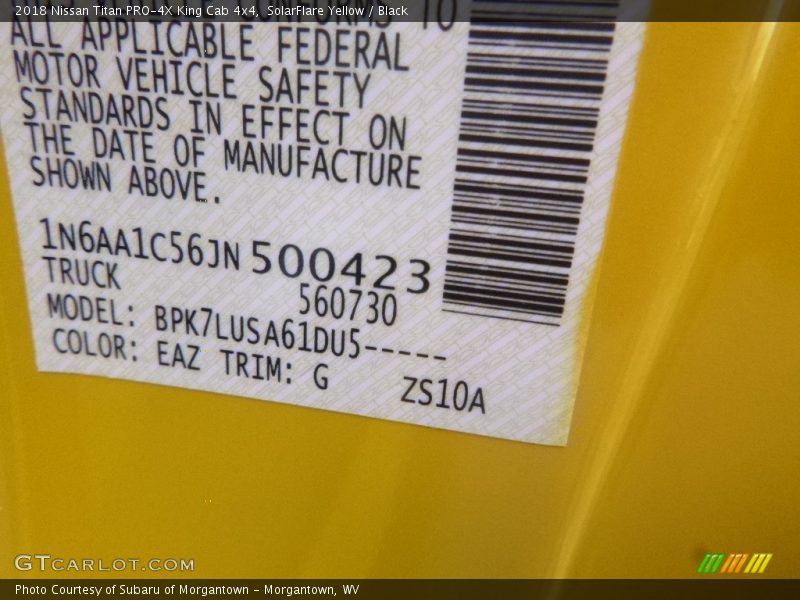 2018 Nissan Titan PRO-4X King Cab 4x4, SolarFlare Yellow / Black
TO
ALL APPLICABLE FEDERAL
MOTOR VEHICLE SAFETY
STANDARDS IN EFFECT ON
THE DATE OF MANUFACTURE
SHOWN ABOVE.
1N6AA1C56JN500423
TRUCK 560730
MODEL: BPK7LUSA61DU5-----
COLOR: EAZ TRIM: G ZS10A
GTCARLOT.COM
Photo Courtesy of Subaru of Morgantown - Morgantown, WV